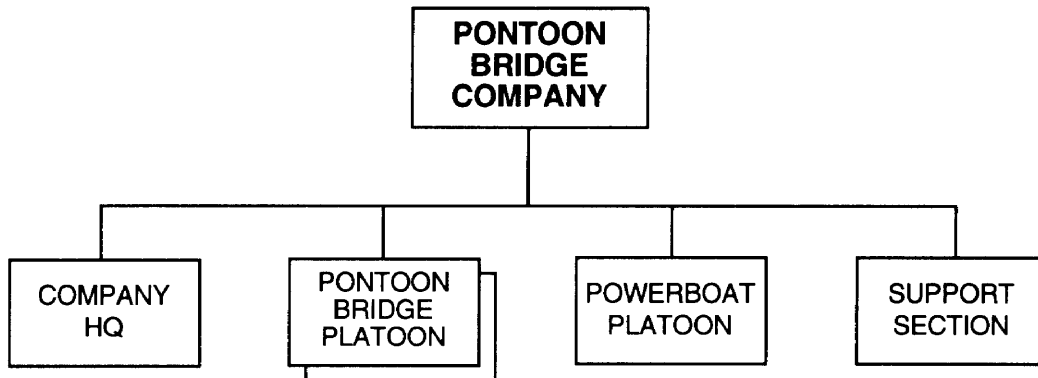 PONTOON
BRIDGE
COMPANY
COMPANY
HQ
PONTOON
BRIDGE
PLATOON
POWERBOAT
PLATOON
SUPPORT
SECTION